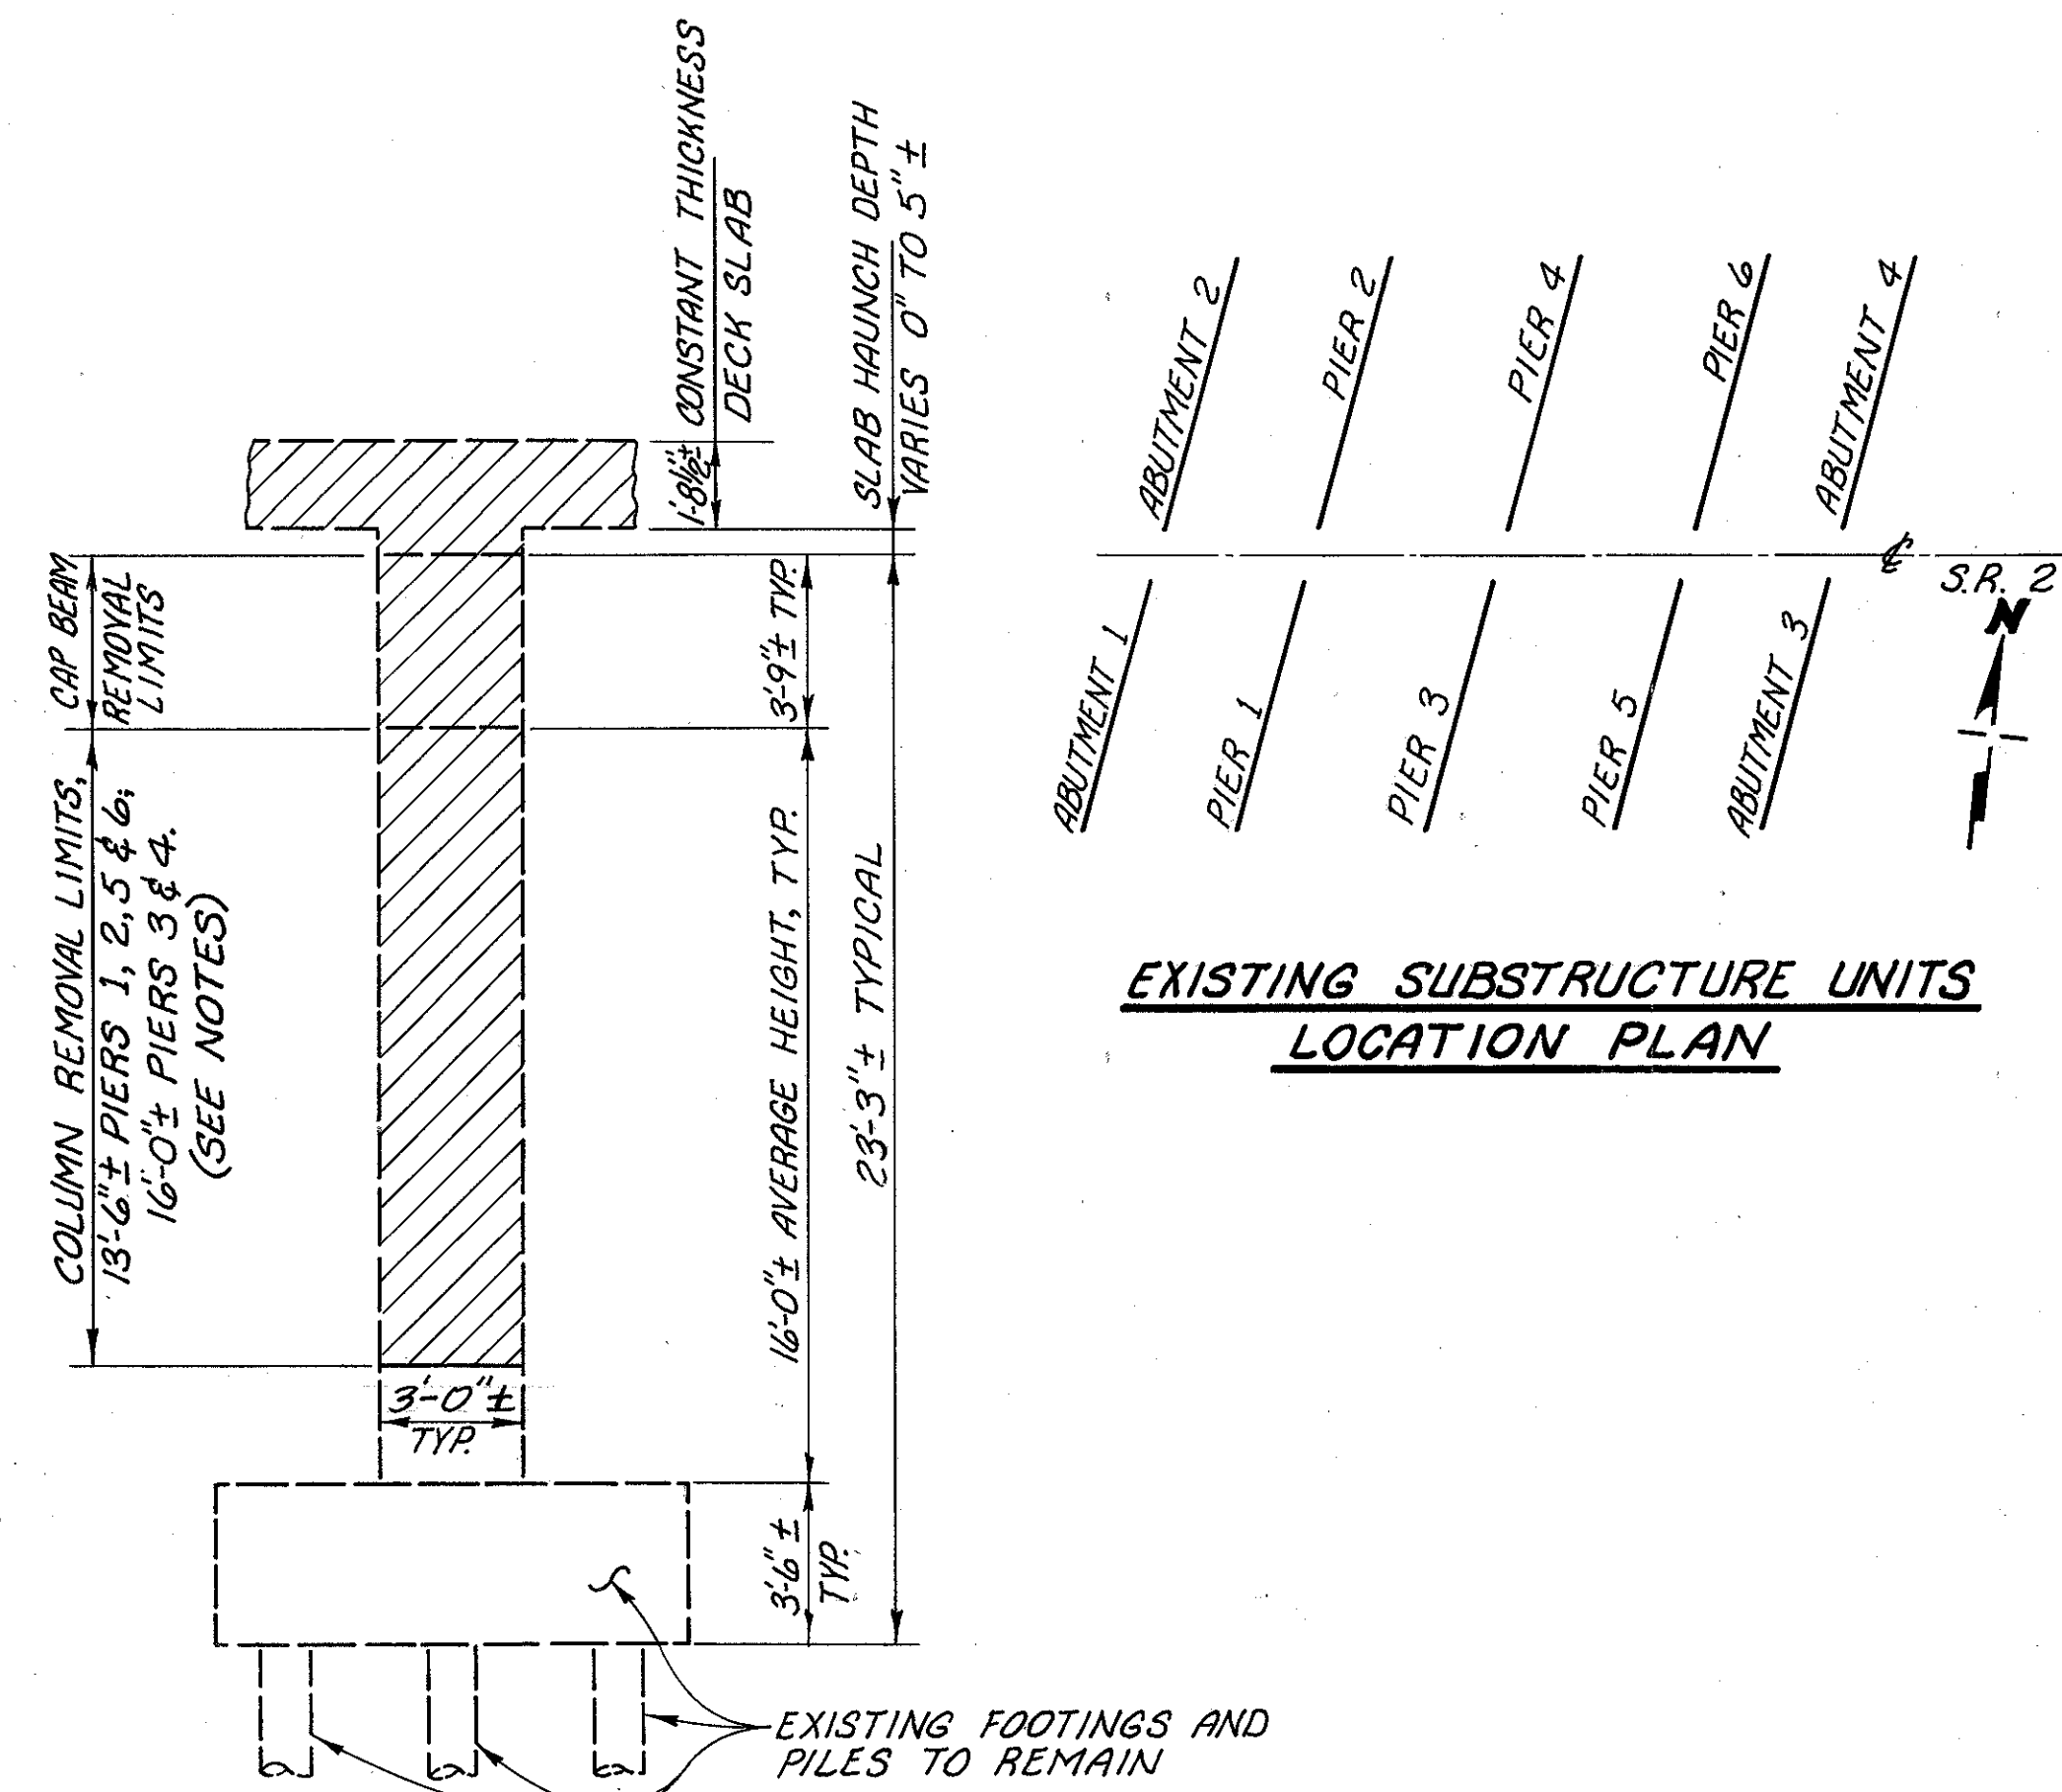 1'-8 1/2"± CONSTANT THICKNESS
DECK SLAB
SLAB HAUNCH DEPTH
VARIES 0" TO 5"±
CAP BEAM
REMOVAL
LIMITS
3'-9"± TYP.
COLUMN REMOVAL LIMITS,
13'-6"± PIERS 1, 2, 5 & 6;
16'-0"± PIERS 3 & 4.
(SEE NOTES)
16'-0"± AVERAGE HEIGHT, TYP.
23'-3"± TYPICAL
3'-0"±
TYP.
3'-6"±
TYP.
EXISTING FOOTINGS AND
PILES TO REMAIN
ABUTMENT 2
PIER 2
PIER 4
PIER 6
ABUTMENT 4
℄
S.R. 2
N
ABUTMENT 1
PIER 1
PIER 3
PIER 5
ABUTMENT 3
EXISTING SUBSTRUCTURE UNITS
LOCATION PLAN